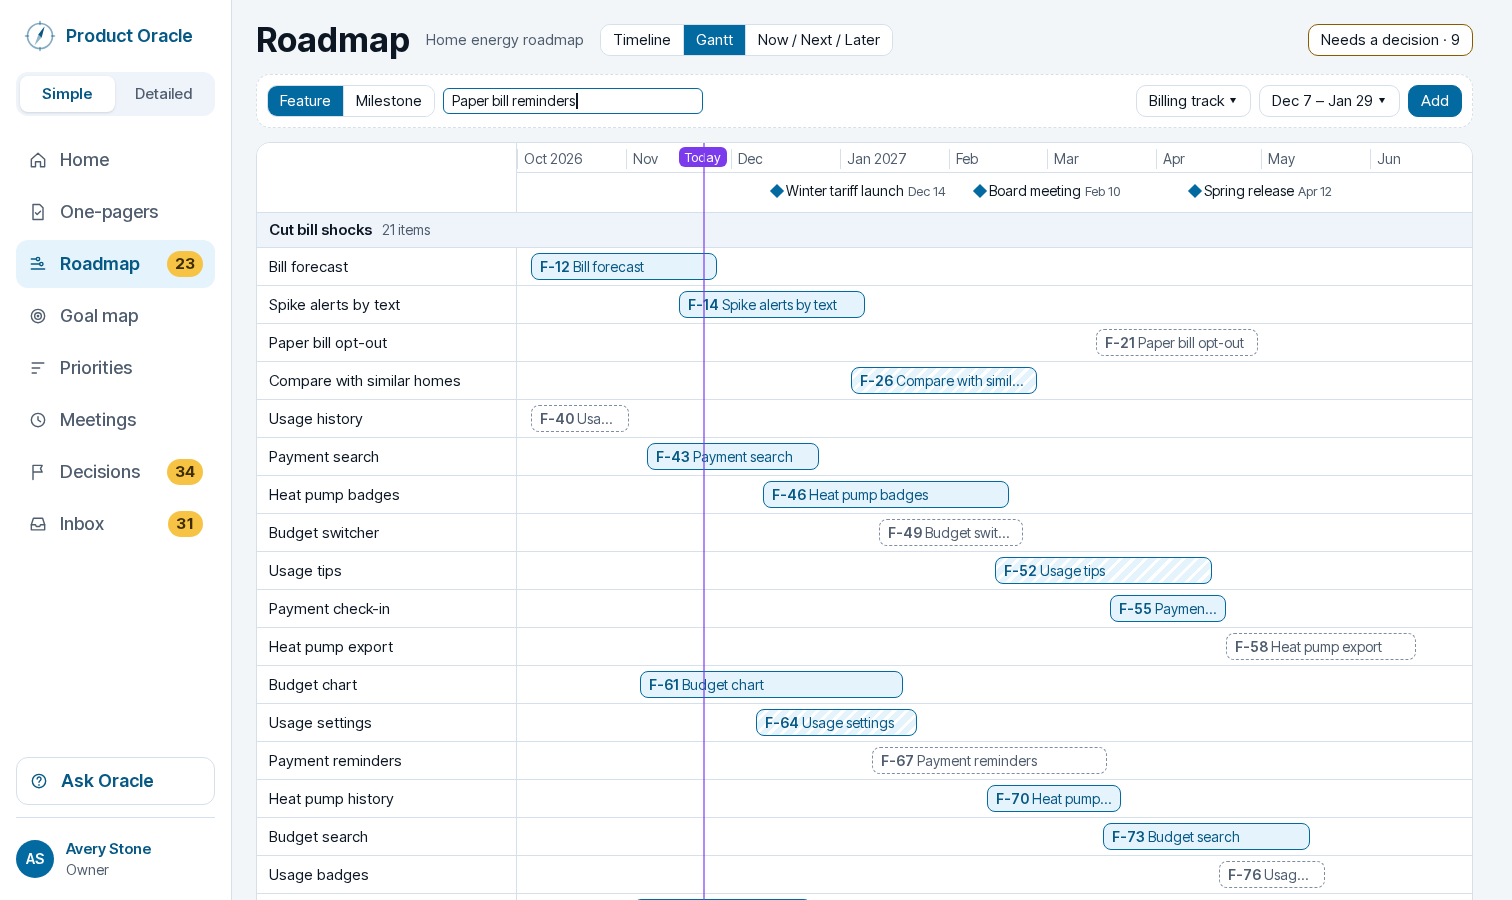 Product Oracle
Simple Detailed
Home
One-pagers
Roadmap 23
Goal map
Priorities
Meetings
Decisions 34
Inbox 31
Ask Oracle
AS Avery Stone
Owner
Roadmap Home energy roadmap Timeline Gantt Now / Next / Later Needs a decision · 9
Feature Milestone Paper bill reminders Billing track Dec 7 – Jan 29 Add
Oct 2026 Nov Today Dec Jan 2027 Feb Mar Apr May Jun
Winter tariff launch Dec 14 Board meeting Feb 10 Spring release Apr 12
Cut bill shocks 21 items
Bill forecast F-12 Bill forecast
Spike alerts by text F-14 Spike alerts by text
Paper bill opt-out F-21 Paper bill opt-out
Compare with similar homes F-26 Compare with simil...
Usage history F-40 Usa...
Payment search F-43 Payment search
Heat pump badges F-46 Heat pump badges
Budget switcher F-49 Budget swit...
Usage tips F-52 Usage tips
Payment check-in F-55 Paymen...
Heat pump export F-58 Heat pump export
Budget chart F-61 Budget chart
Usage settings F-64 Usage settings
Payment reminders F-67 Payment reminders
Heat pump history F-70 Heat pump...
Budget search F-73 Budget search
Usage badges F-76 Usag...